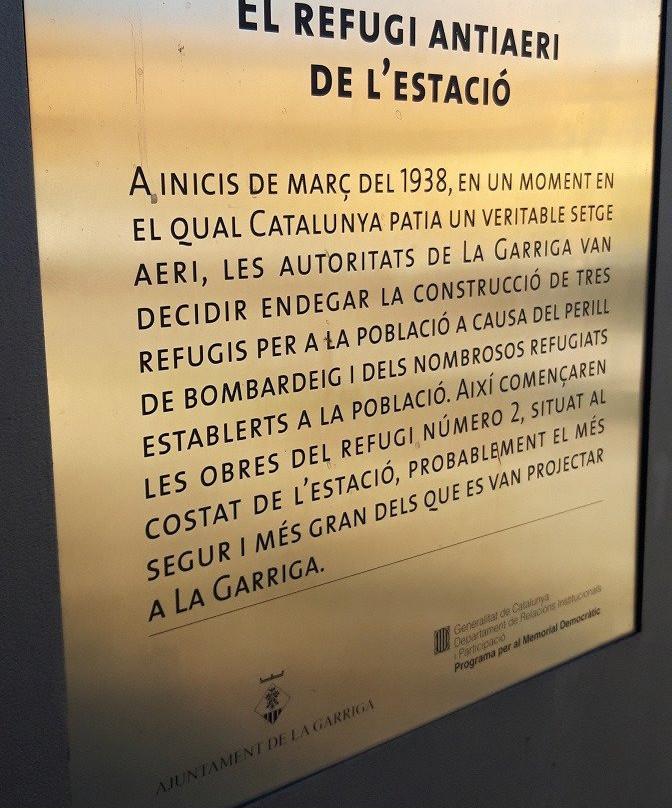 EL REFUGI ANTIAERI
DE L'ESTACIÓ
A INICIS DE MARÇ DEL 1938, EN UN MOMENT EN
EL QUAL CATALUNYA PATIA UN VERITABLE SETGE
AERI, LES AUTORITATS DE LA GARRIGA VAN
DECIDIR ENDEGAR LA CONSTRUCCIÓ DE TRES
REFUGIS PER A LA POBLACIÓ A CAUSA DEL PERILL
DE BOMBARDEIG I DELS NOMBROSOS REFUGIATS
ESTABLERTS A LA POBLACIÓ. AIXÍ COMENÇAREN
LES OBRES DEL REFUGI NÚMERO 2, SITUAT AL
COSTAT DE L'ESTACIÓ, PROBABLEMENT EL MÉS
SEGUR I MÉS GRAN DELS QUE ES VAN PROJECTAR
A LA GARRIGA.
Generalitat de Catalunya
Departament de Relacions Institucionals
i Participació
Programa per al Memorial Democràtic
AJUNTAMENT DE LA GARRIGA